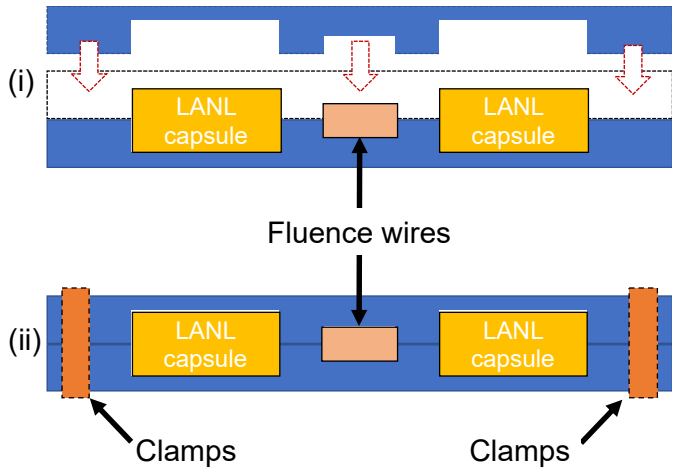 (i)
LANL
capsule
LANL
capsule
Fluence wires
(ii)
LANL
capsule
LANL
capsule
Clamps
Clamps